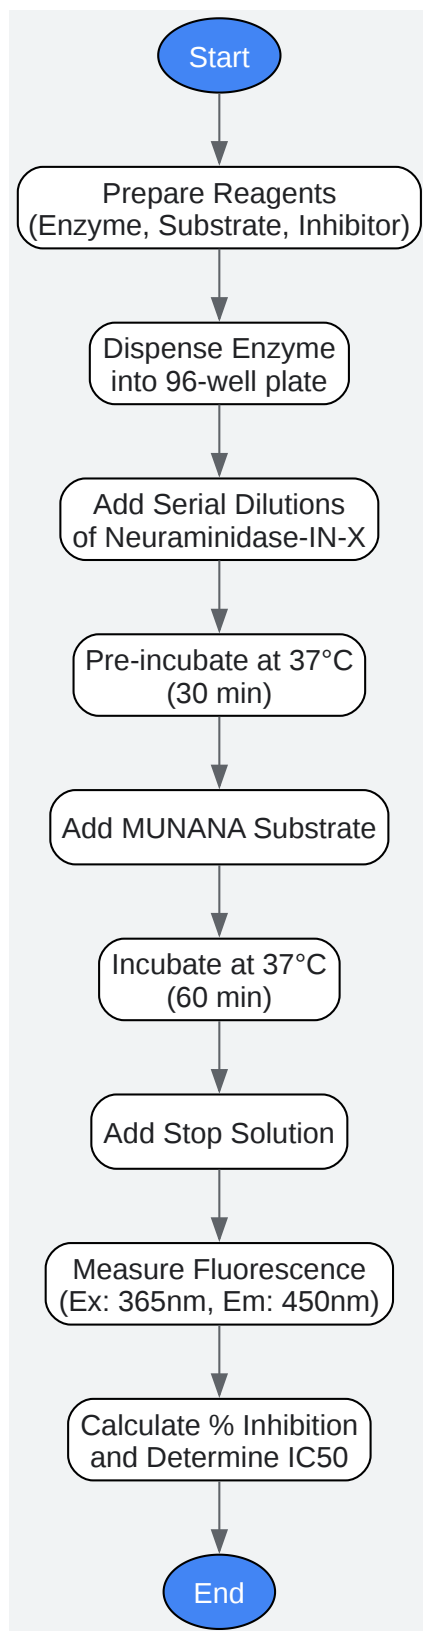 Start
Prepare Reagents
(Enzyme, Substrate, Inhibitor)
Dispense Enzyme
into 96-well plate
Add Serial Dilutions
of Neuraminidase-IN-X
Pre-incubate at 37°C
(30 min)
Add MUNANA Substrate
Incubate at 37°C
(60 min)
Add Stop Solution
Measure Fluorescence
(Ex: 365nm, Em: 450nm)
Calculate % Inhibition
and Determine IC50
End